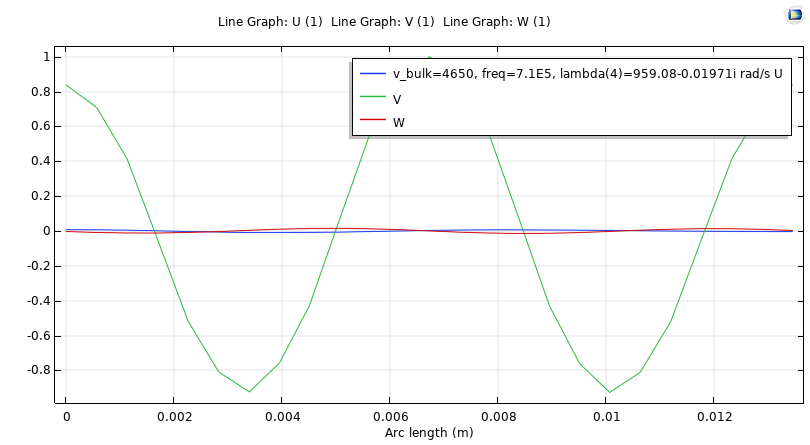 Line Graph: U (1) Line Graph: V (1) Line Graph: W (1)
v_bulk=4650, freq=7.1E5, lambda(4)=959.08-0.01971i rad/s U
V
W
1
0.8
0.6
0.4
0.2
0
-0.2
-0.4
-0.6
-0.8
0 0.002 0.004 0.006 0.008 0.01 0.012
Arc length (m)